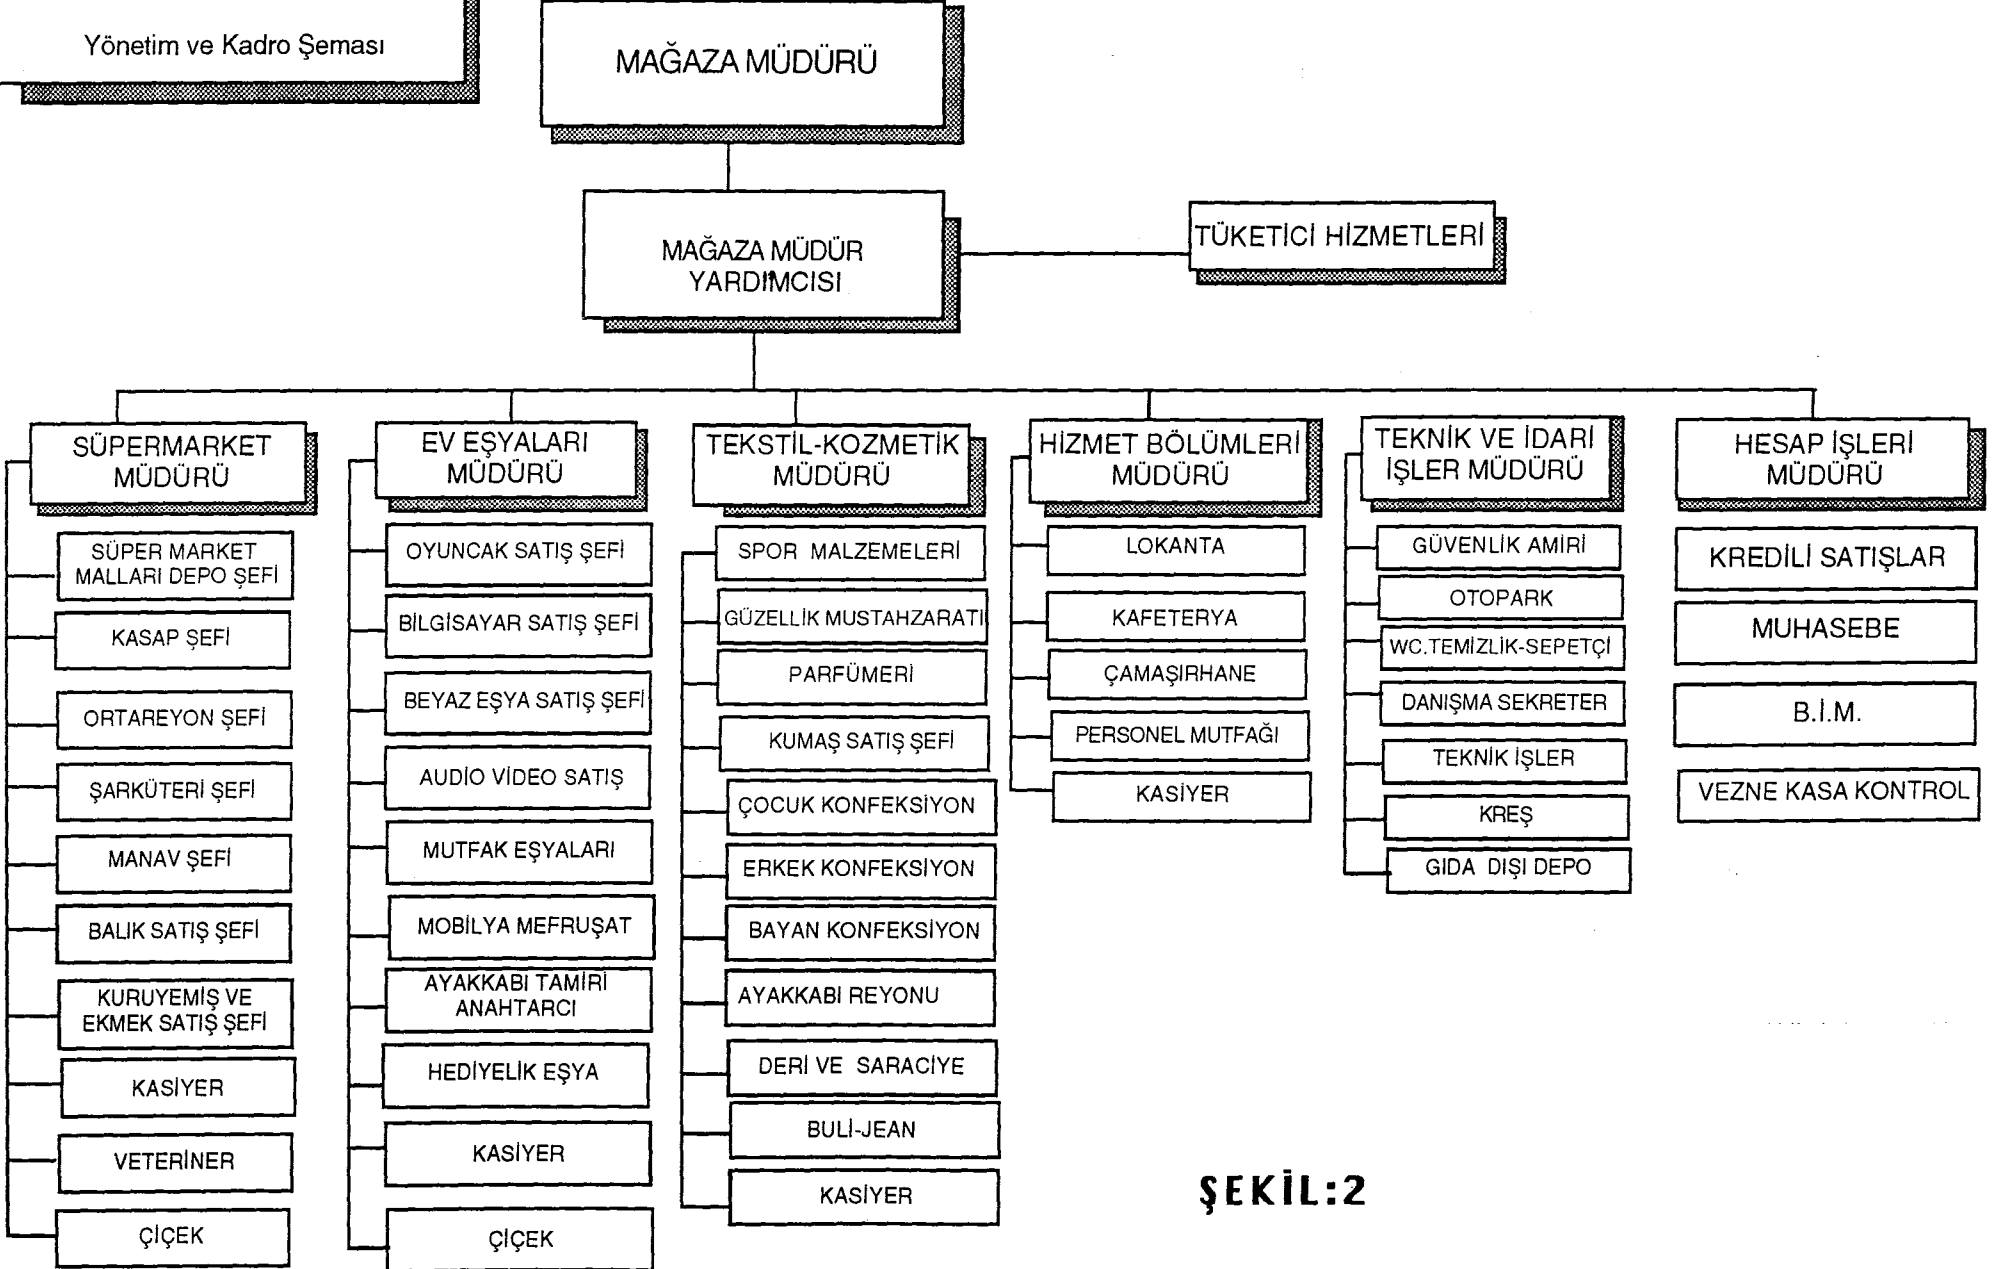 Yönetim ve Kadro Şeması
MAĞAZA MÜDÜRÜ
MAĞAZA MÜDÜR
YARDIMCISI
TÜKETİCİ HİZMETLERİ
SÜPERMARKET
MÜDÜRÜ
SÜPER MARKET
MALLARI DEPO ŞEFİ
KASAP ŞEFİ
ORTAREYON ŞEFİ
ŞARKÜTERİ ŞEFİ
MANAV ŞEFİ
BALIK SATIŞ ŞEFİ
KURUYEMİŞ VE
EKMEK SATIŞ ŞEFİ
KASİYER
VETERİNER
ÇİÇEK
EV EŞYALARI
MÜDÜRÜ
OYUNCAK SATIŞ ŞEFİ
BİLGİSAYAR SATIŞ ŞEFİ
BEYAZ EŞYA SATIŞ ŞEFİ
AUDİO VİDEO SATIŞ
MUTFAK EŞYALARI
MOBİLYA MEFRUŞAT
AYAKKABI TAMİRİ
ANAHTARCI
HEDİYELİK EŞYA
KASİYER
ÇİÇEK
TEKSTİL-KOZMETİK
MÜDÜRÜ
SPOR MALZEMELERİ
GÜZELLİK MUSTAHZARATI
PARFÜMERİ
KUMAŞ SATIŞ ŞEFİ
ÇOCUK KONFEKSİYON
ERKEK KONFEKSİYON
BAYAN KONFEKSİYON
AYAKKABI REYONU
DERİ VE SARACİYE
BULİ-JEAN
KASİYER
HİZMET BÖLÜMLERİ
MÜDÜRÜ
LOKANTA
KAFETERYA
ÇAMAŞIRHANE
PERSONEL MUTFAĞI
KASİYER
TEKNİK VE İDARİ
İŞLER MÜDÜRÜ
GÜVENLİK AMİRİ
OTOPARK
WC.TEMİZLİK-SEPETÇİ
DANIŞMA SEKRETER
TEKNİK İŞLER
KREŞ
GIDA DIŞI DEPO
HESAP İŞLERİ
MÜDÜRÜ
KREDİLİ SATIŞLAR
MUHASEBE
B.İ.M.
VEZNE KASA KONTROL
ŞEKİL:2